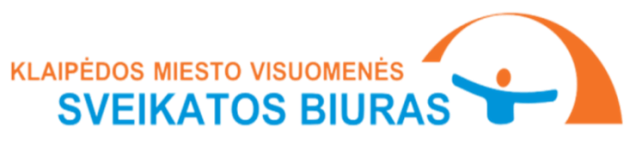 KLAIPĖDOS MIESTO VISUOMENĖS
SVEIKATOS BIURAS